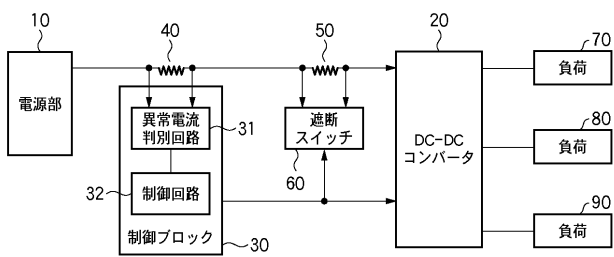 10
40
50
20
70
電源部
負荷
異常電流
判別回路
31
遮断
スイッチ
60
80
DC-DC
コンバータ
負荷
32
制御回路
90
制御ブロック
30
負荷